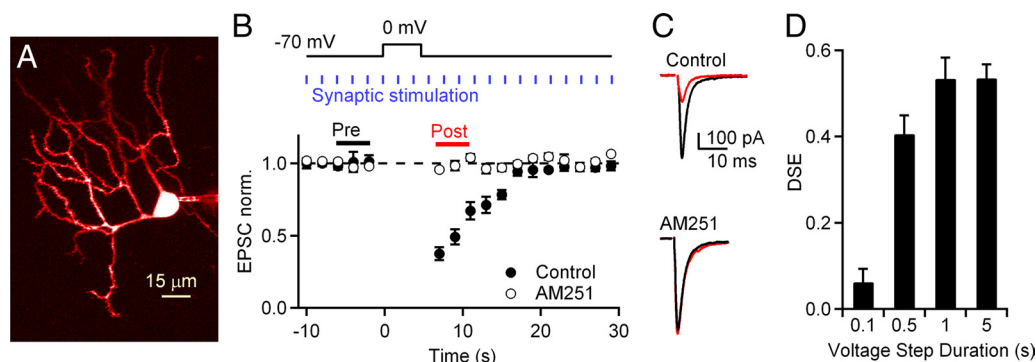 A
15 μm
B
-70 mV
0 mV
Synaptic stimulation
Pre
Post
EPSC norm.
1.0
0.5
0.0
Control
AM251
-10
0
10
20
30
Time (s)
C
Control
100 pA
10 ms
AM251
D
DSE
0.6
0.4
0.2
0.0
0.1
0.5
1
5
Voltage Step Duration (s)